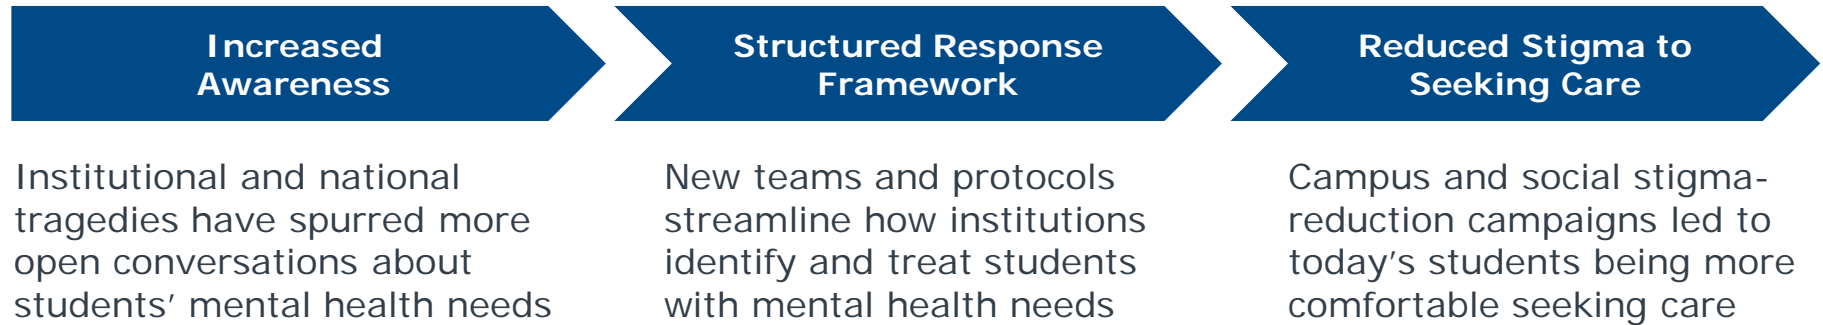 Increased
Awareness
Institutional and national
tragedies have spurred more
open conversations about
students' mental health needs
Structured Response
Framework
New teams and protocols
streamline how institutions
identify and treat students
with mental health needs
Reduced Stigma to
Seeking Care
Campus and social stigma-
reduction campaigns led to
today's students being more
comfortable seeking care